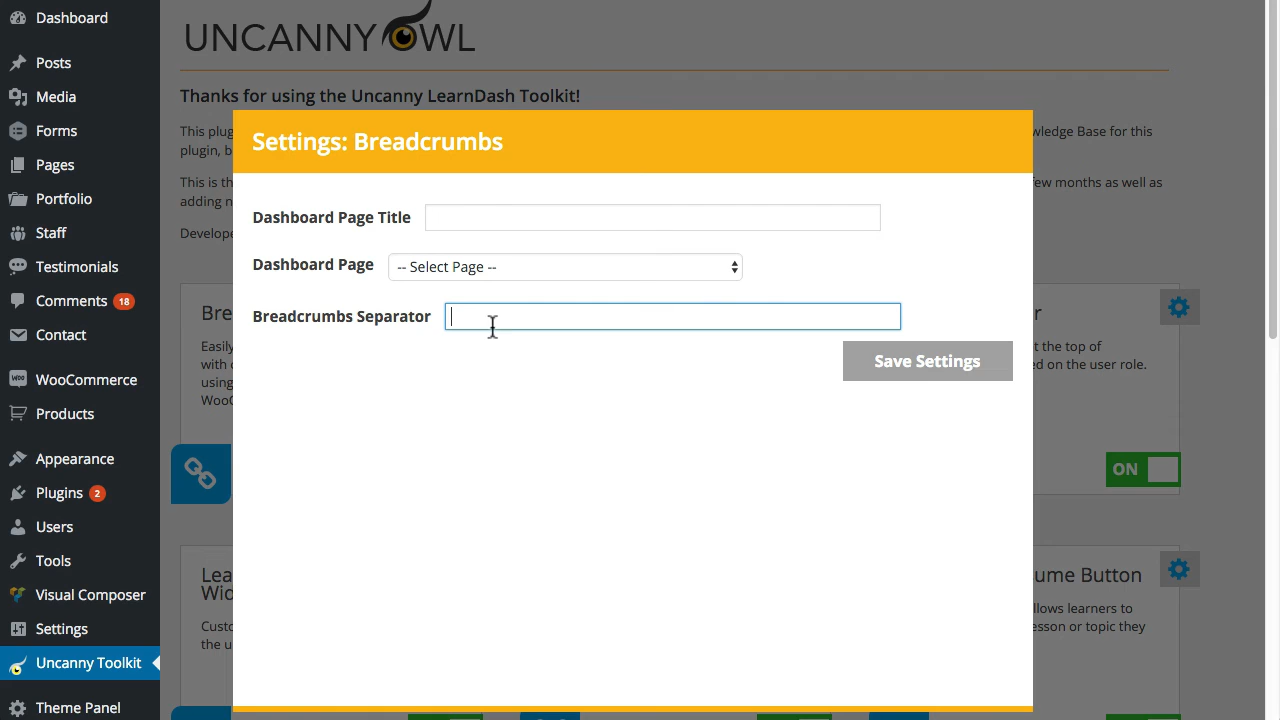 Dashboard
Posts
Media
Forms
Pages
Portfolio
Staff
Testimonials
Comments 18
Contact
WooCommerce
Products
Appearance
Plugins 2
Users
Tools
Visual Composer
Settings
Uncanny Toolkit
Theme Panel
UNCANNY OWL
Thanks for using the Uncanny LearnDash Toolkit!
This plug
wledge Base for this
plugin, b
This is th
few months as well as
adding n
Develope
Settings: Breadcrumbs
Dashboard Page Title
Dashboard Page -- Select Page --
Breadcrumbs Separator
Save Settings
Bre
r
Easily
t the top of
with c
d on the user role.
using
WooC
ON
Lea
ume Button
Wid
Custo
llows learners to
the u
esson or topic they